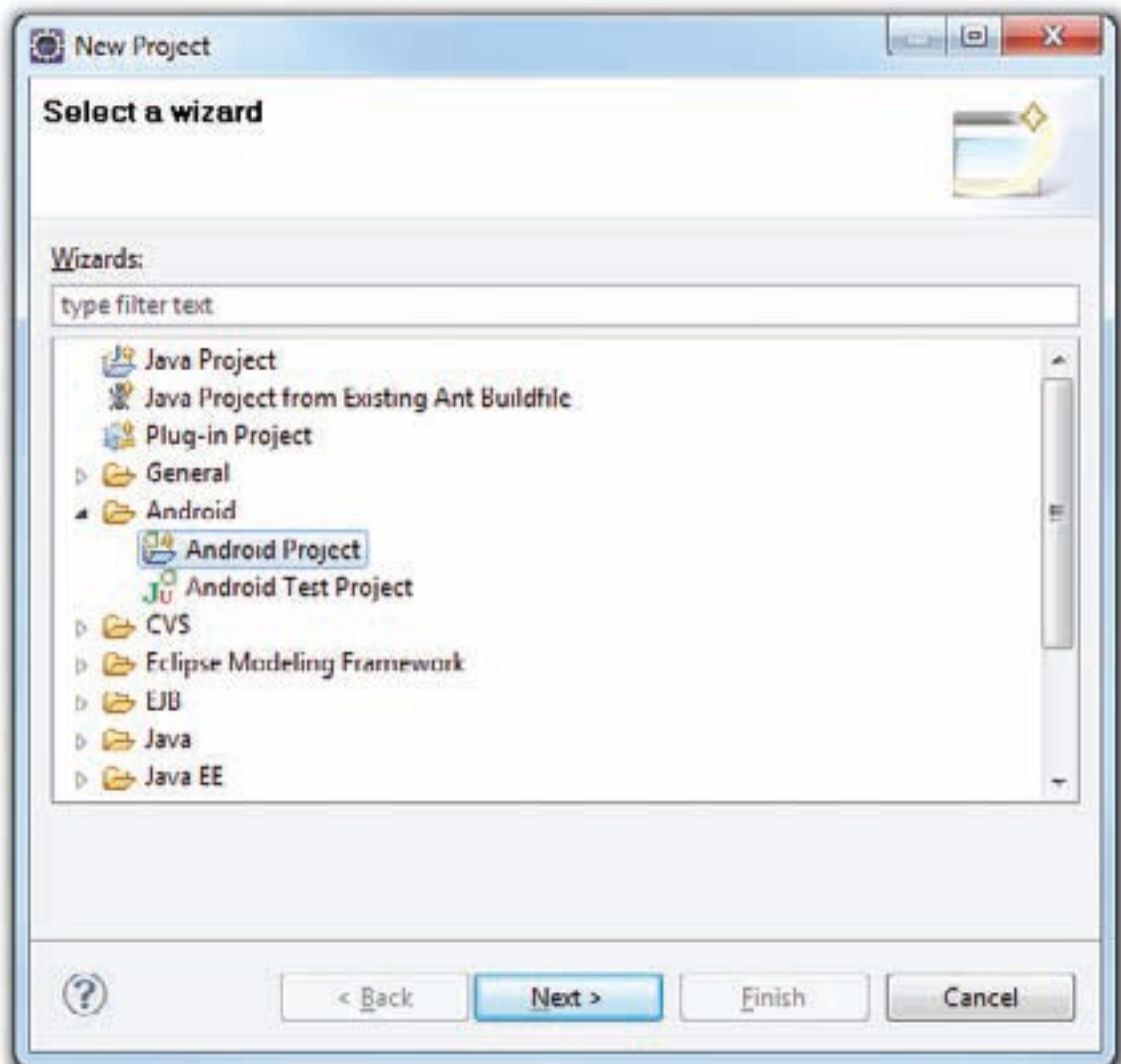 New Project
Select a wizard
Wizards:
type filter text
Java Project
Java Project from Existing Ant Buildfile
Plug-in Project
General
Android
Android Project
Android Test Project
CVS
Eclipse Modeling Framework
EJB
Java
Java EE
< Back Next > Finish Cancel